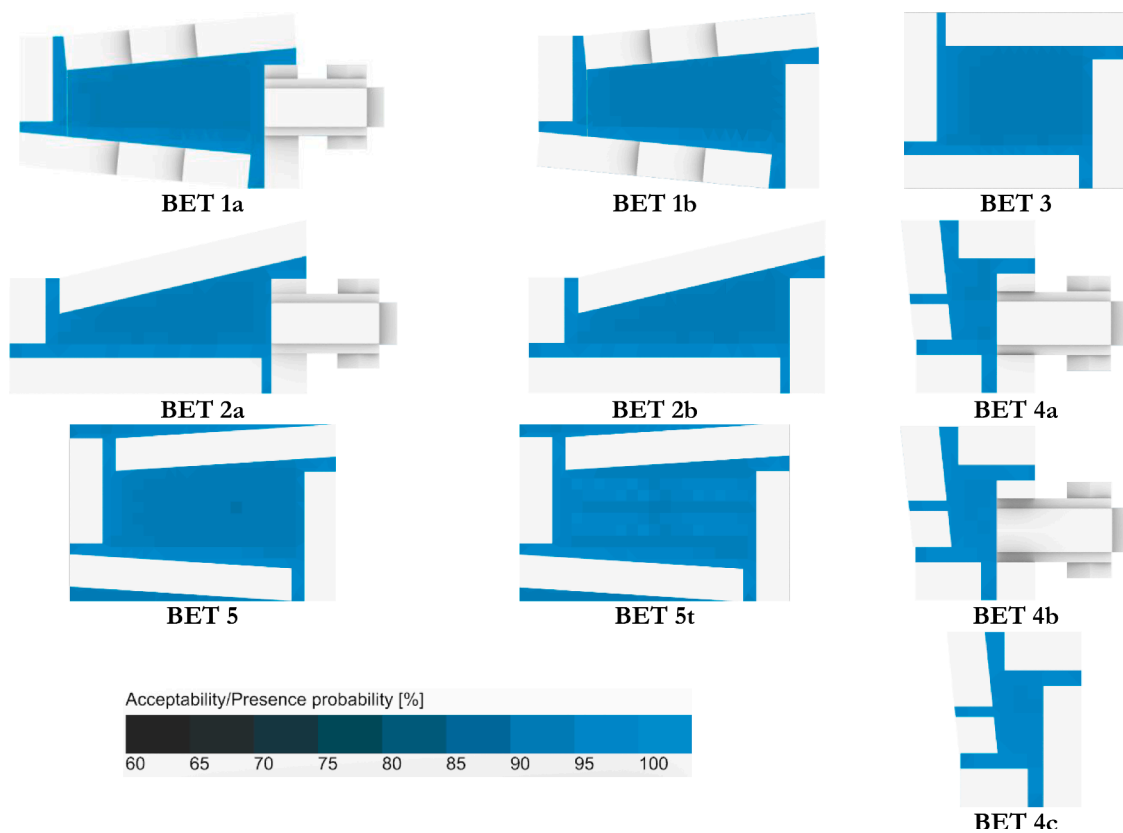 BET 1a
BET 1b
BET 3
BET 2a
BET 2b
BET 4a
BET 5
BET 5t
BET 4b
Acceptability/Presence probability [%]
60 65 70 75 80 85 90 95 100
BET 4c